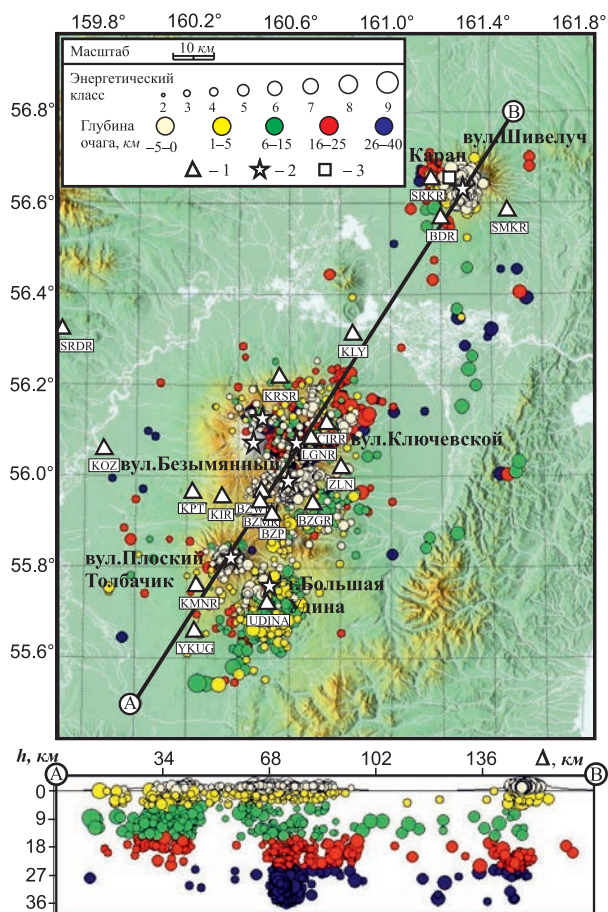 159.8° 160.2° 160.6° 161.0° 161.4° 161.8°
Масштаб 10 км
Энергетический
класс
2 3 4 5 6 7 8 9
Глубина
очага, км
–5–0 1–5 6–15 16–25 26–40
– 1 – 2 – 3
56.8°
56.6°
56.4°
56.2°
56.0°
55.8°
55.6°
B
вул.Шивелуч
Каран
SRKR
SMKR
BDR
SRDR
KLY
KRSR
CIRR
вул.Ключевской
LGNR
KOZ
вул.Безымянный
ZLN
KPT
KIR
BZGR
BZP
вул.Плоский
Толбачик
Большая
KMNR
UDINA
YKUG
A
h, км 34 68 102 136 Δ, км
A B
0
9
18
27
36